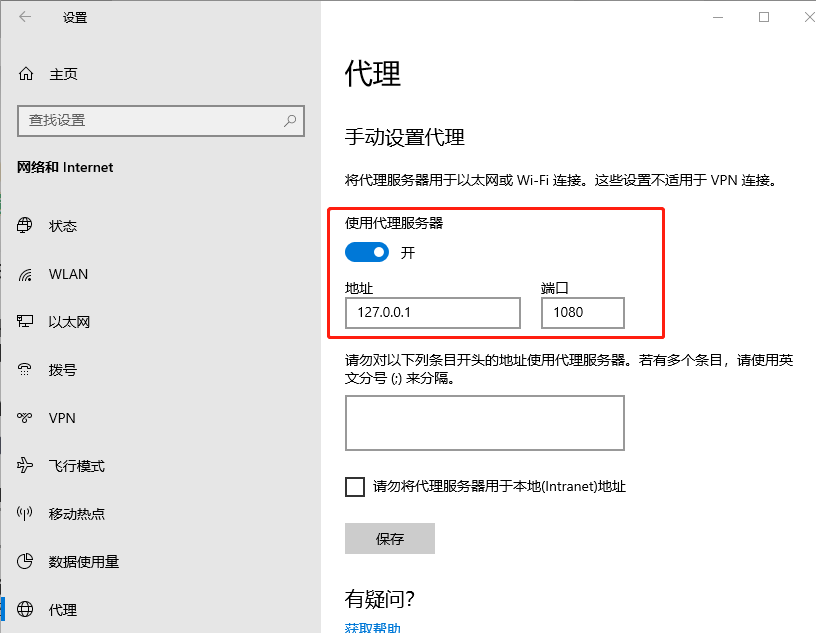 设置
主页
查找设置
网络和 Internet
状态
WLAN
以太网
拨号
VPN
飞行模式
移动热点
数据使用量
代理
代理
手动设置代理
将代理服务器用于以太网或 Wi-Fi 连接。这些设置不适用于 VPN 连接。
使用代理服务器
开
地址 端口
127.0.0.1 1080
请勿对以下列条目开头的地址使用代理服务器。若有多个条目，请使用英
文分号 (;) 来分隔。
请勿将代理服务器用于本地(Intranet)地址
保存
有疑问?
获取帮助